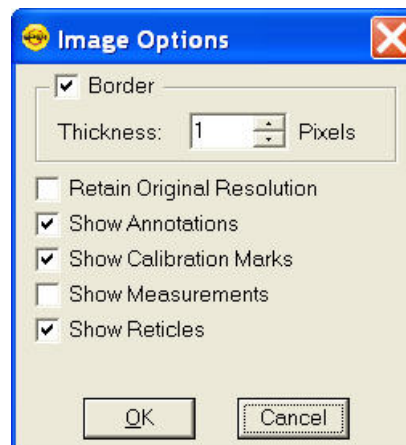 Image Options
Border
Thickness: 1 Pixels
Retain Original Resolution
Show Annotations
Show Calibration Marks
Show Measurements
Show Reticles
OK Cancel